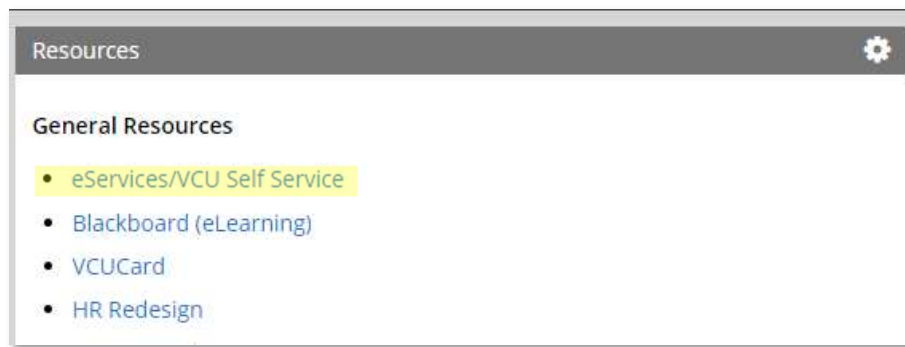 Resources
General Resources
• eServices/VCU Self Service
• Blackboard (eLearning)
• VCUCard
• HR Redesign